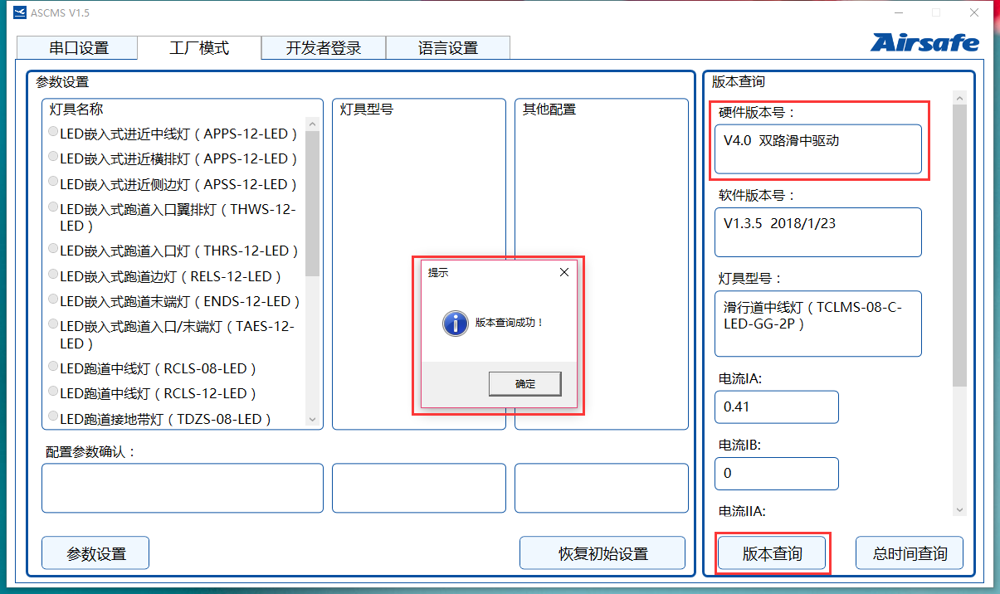 ASCMS V1.5
串口设置
工厂模式
开发者登录
语言设置
Airsafe
参数设置
灯具名称
LED嵌入式进近中线灯（APPS-12-LED）
LED嵌入式进近横排灯（APPS-12-LED）
LED嵌入式进近侧边灯（APSS-12-LED）
LED嵌入式跑道入口翼排灯（THWS-12-
LED）
LED嵌入式跑道入口灯（THRS-12-LED）
LED嵌入式跑道边灯（RELS-12-LED）
LED嵌入式跑道末端灯（ENDS-12-LED）
LED嵌入式跑道入口/末端灯（TAES-12-
LED）
LED跑道中线灯（RCLS-08-LED）
LED跑道中线灯（RCLS-12-LED）
LED跑道接地带灯（TDZS-08-LED）
灯具型号
其他配置
提示
版本查询成功！
确定
配置参数确认：
参数设置
恢复初始设置
版本查询
硬件版本号：
V4.0 双路滑中驱动
软件版本号：
V1.3.5 2018/1/23
灯具型号：
滑行道中线灯（TCLMS-08-C-
LED-GG-2P）
电流IA:
0.41
电流IB:
0
电流IIA:
版本查询
总时间查询